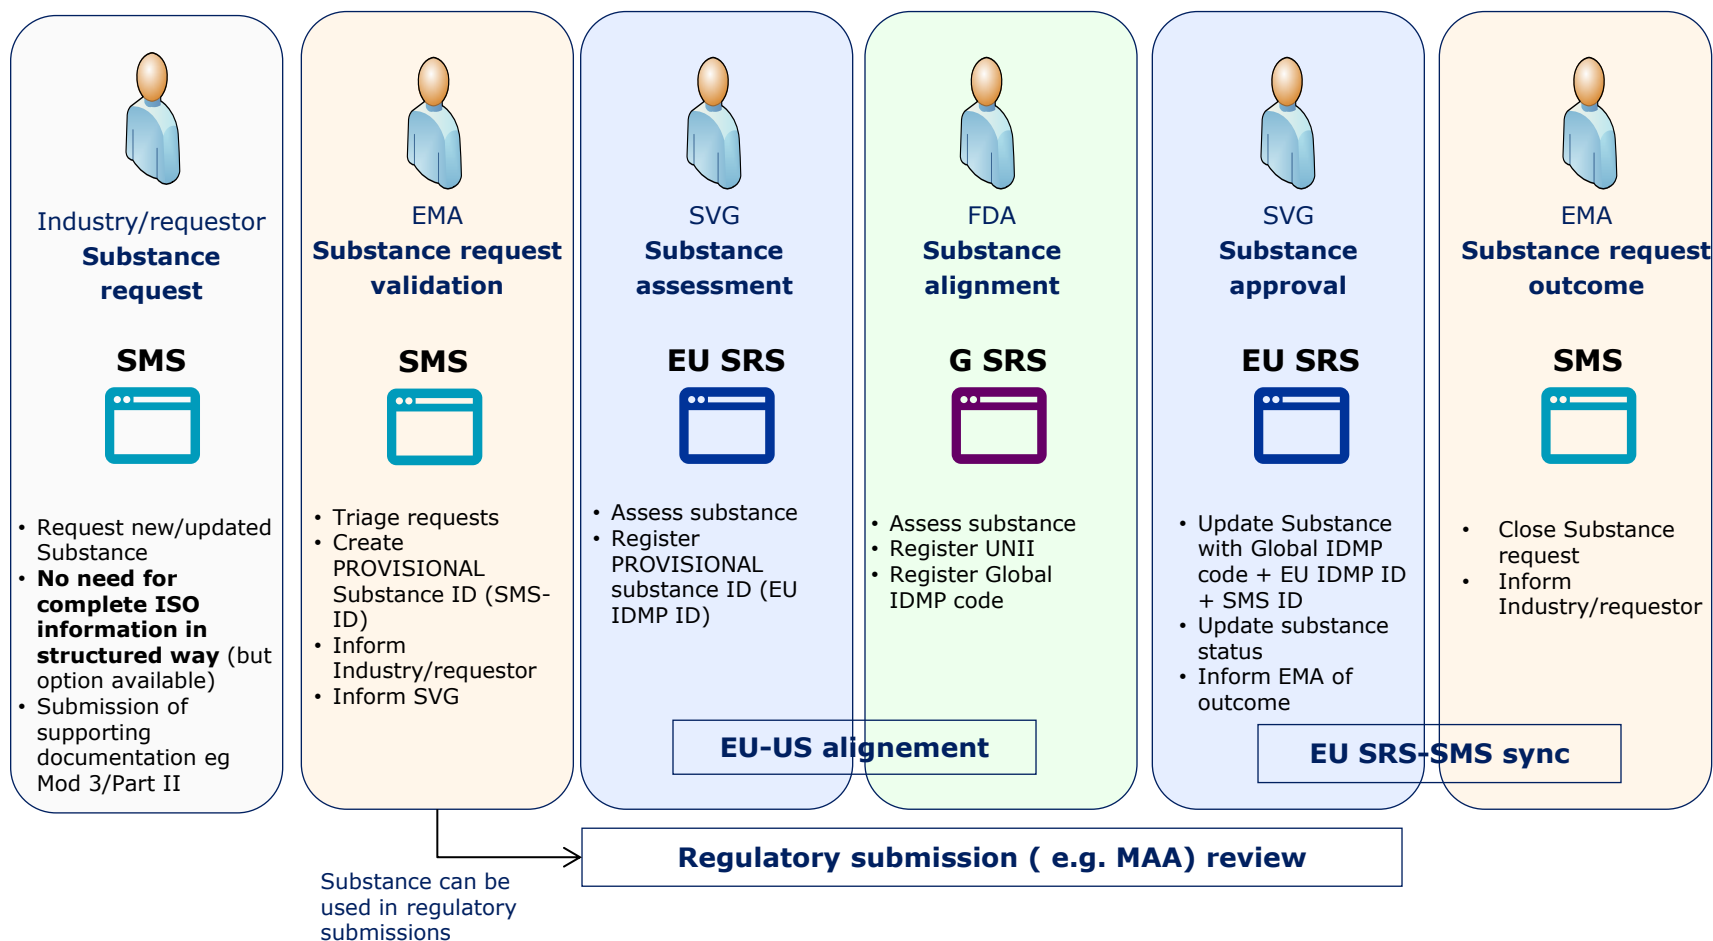 Industry/requestor
Substance
request
SMS
• Request new/updated
Substance
• No need for
complete ISO
information in
structured way (but
option available)
• Submission of
supporting
documentation eg
Mod 3/Part II
EMA
Substance request
validation
SMS
• Triage requests
• Create
PROVISIONAL
Substance ID (SMS-
ID)
• Inform
Industry/requestor
• Inform SVG
SVG
Substance
assessment
EU SRS
• Assess substance
• Register
PROVISIONAL
substance ID (EU
IDMP ID)
FDA
Substance
alignment
G SRS
• Assess substance
• Register UNII
• Register Global
IDMP code
EU-US alignement
SVG
Substance
approval
EU SRS
• Update Substance
with Global IDMP
code + EU IDMP ID
+ SMS ID
• Update substance
status
• Inform EMA of
outcome
EMA
Substance request
outcome
SMS
• Close Substance
request
• Inform
Industry/requestor
EU SRS-SMS sync
Regulatory submission ( e.g. MAA) review
Substance can be
used in regulatory
submissions